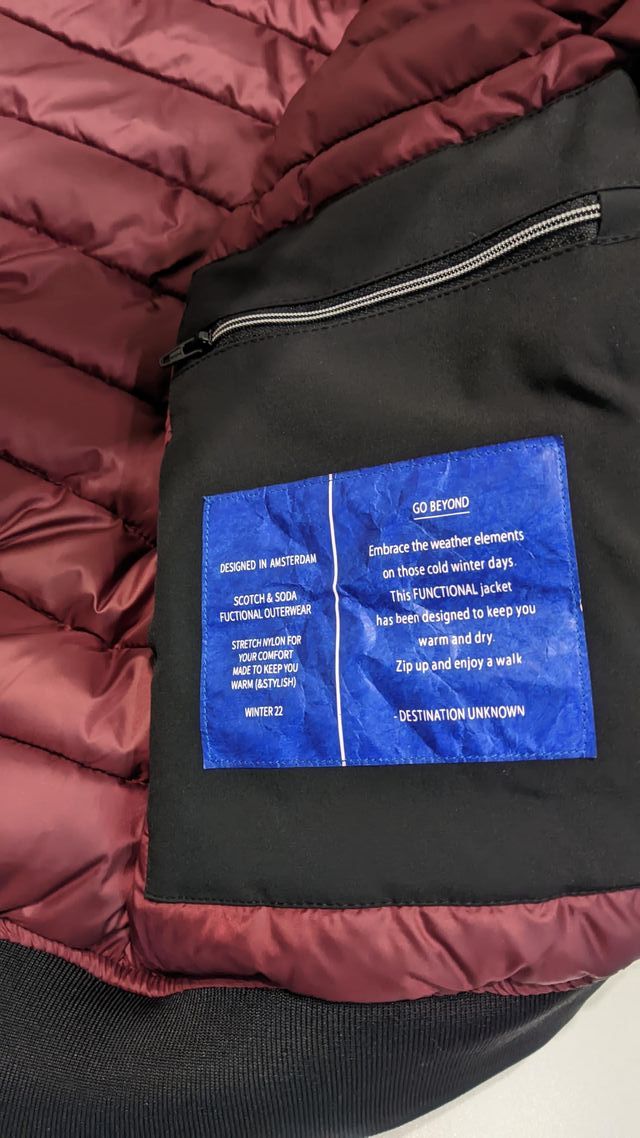 DESIGNED IN AMSTERDAM
SCOTCH & SODA
FUCTIONAL OUTERWEAR
STRETCH NYLON FOR
YOUR COMFORT
MADE TO KEEP YOU
WARM (&STYLISH)
WINTER 22
GO BEYOND
Embrace the weather elements
on those cold winter days.
This FUNCTIONAL jacket
has been designed to keep you
warm and dry.
Zip up and enjoy a walk
- DESTINATION UNKNOWN